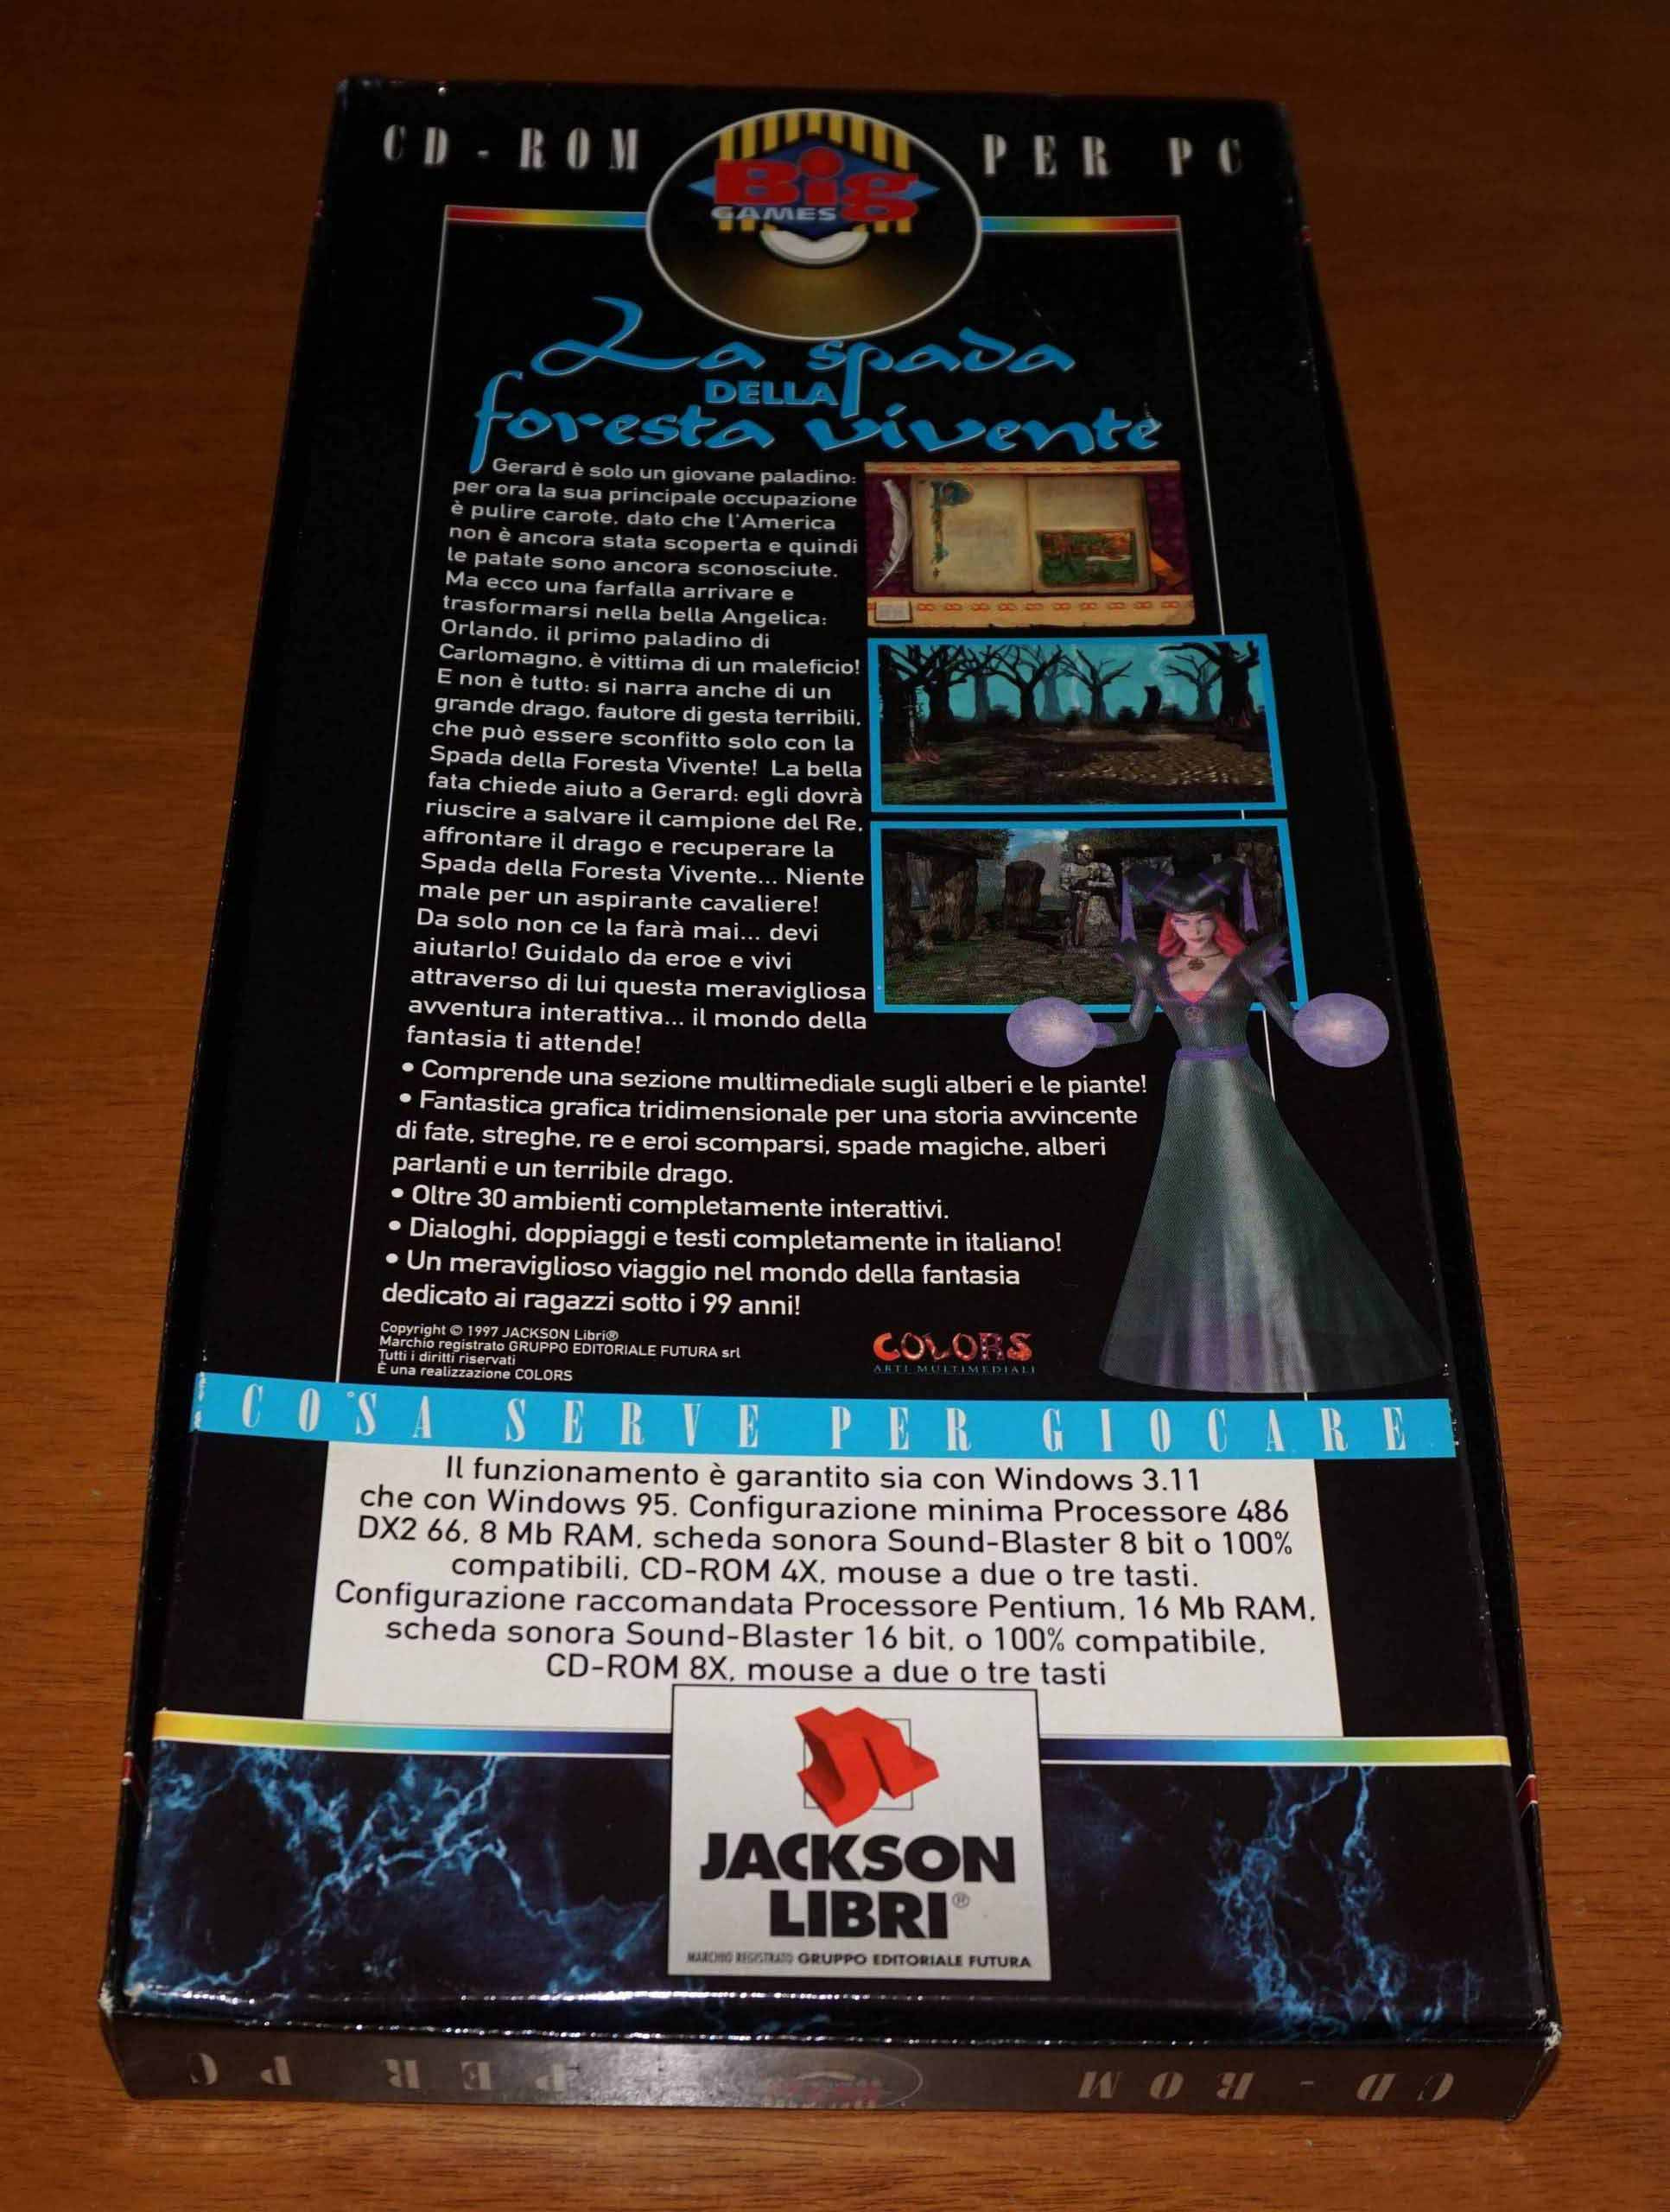 CD-ROM PER PC
Big
GAMES
La spada
DELLA
foresta vivente
Gerard è solo un giovane paladino:
per ora la sua principale occupazione
è pulire carote, dato che l'America
non è ancora stata scoperta e quindi
le patate sono ancora sconosciute.
Ma ecco una farfalla arrivare e
trasformarsi nella bella Angelica:
Orlando, il primo paladino di
Carlomagno, è vittima di un maleficio!
E non è tutto: si narra anche di un
grande drago, fautore di gesta terribili,
che può essere sconfitto solo con la
Spada della Foresta Vivente! La bella
fata chiede aiuto a Gerard: egli dovrà
riuscire a salvare il campione del Re,
affrontare il drago e recuperare la
Spada della Foresta Vivente... Niente
male per un aspirante cavaliere!
Da solo non ce la farà mai... devi
aiutarlo! Guidalo da eroe e vivi
attraverso di lui questa meravigliosa
avventura interattiva... il mondo della
fantasia ti attende!
• Comprende una sezione multimediale sugli alberi e le piante!
• Fantastica grafica tridimensionale per una storia avvincente
di fate, streghe, re e eroi scomparsi, spade magiche, alberi
parlanti e un terribile drago.
• Oltre 30 ambienti completamente interattivi.
• Dialoghi, doppiaggi e testi completamente in italiano!
• Un meraviglioso viaggio nel mondo della fantasia
dedicato ai ragazzi sotto i 99 anni!
Copyright © 1997 JACKSON Libri®
Marchio registrato GRUPPO EDITORIALE FUTURA srl
Tutti i diritti riservati
È una realizzazione COLORS
COLORS
ARTI MULTIMEDIALI
COSA SERVE PER GIOCARE
Il funzionamento è garantito sia con Windows 3.11
che con Windows 95. Configurazione minima Processore 486
DX2 66, 8 Mb RAM, scheda sonora Sound-Blaster 8 bit o 100%
compatibili, CD-ROM 4X, mouse a due o tre tasti.
Configurazione raccomandata Processore Pentium, 16 Mb RAM,
scheda sonora Sound-Blaster 16 bit, o 100% compatibile,
CD-ROM 8X, mouse a due o tre tasti
JACKSON
LIBRI®
MARCHIO REGISTRATO GRUPPO EDITORIALE FUTURA
CD-ROM PER PC